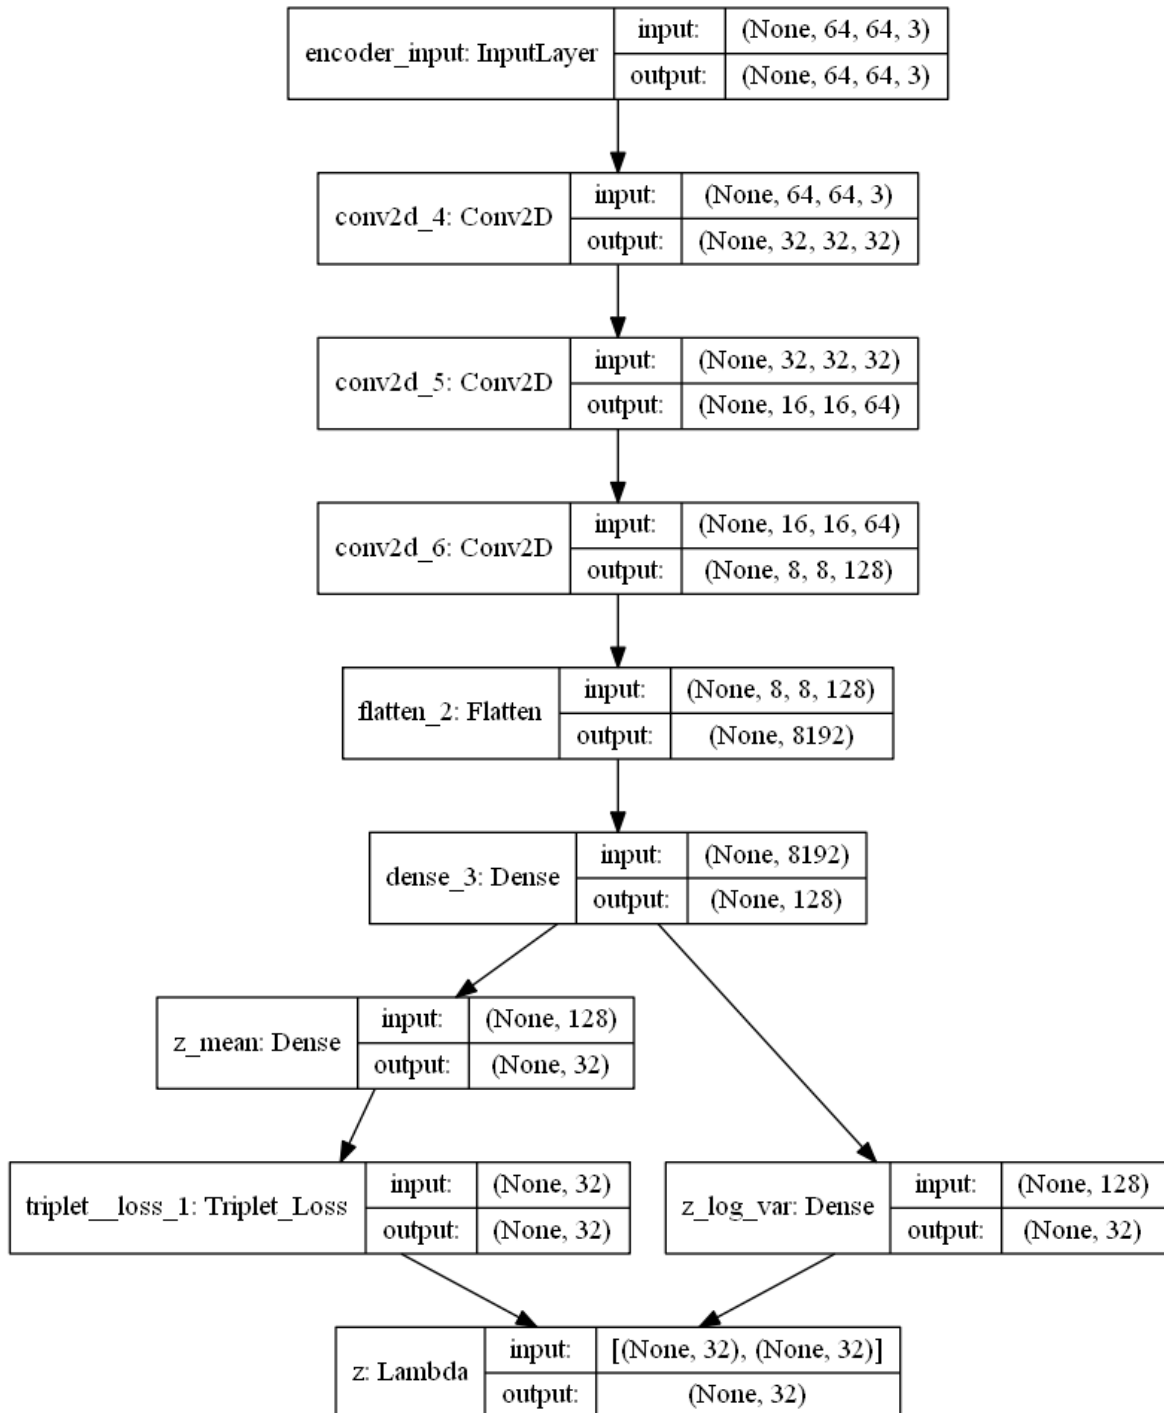 encoder_input: InputLayer
input: (None, 64, 64, 3)
output: (None, 64, 64, 3)
conv2d_4: Conv2D
input: (None, 64, 64, 3)
output: (None, 32, 32, 32)
conv2d_5: Conv2D
input: (None, 32, 32, 32)
output: (None, 16, 16, 64)
conv2d_6: Conv2D
input: (None, 16, 16, 64)
output: (None, 8, 8, 128)
flatten_2: Flatten
input: (None, 8, 8, 128)
output: (None, 8192)
dense_3: Dense
input: (None, 8192)
output: (None, 128)
z_mean: Dense
input: (None, 128)
output: (None, 32)
triplet__loss_1: Triplet_Loss
input: (None, 32)
output: (None, 32)
z_log_var: Dense
input: (None, 128)
output: (None, 32)
z: Lambda
input: [(None, 32), (None, 32)]
output: (None, 32)